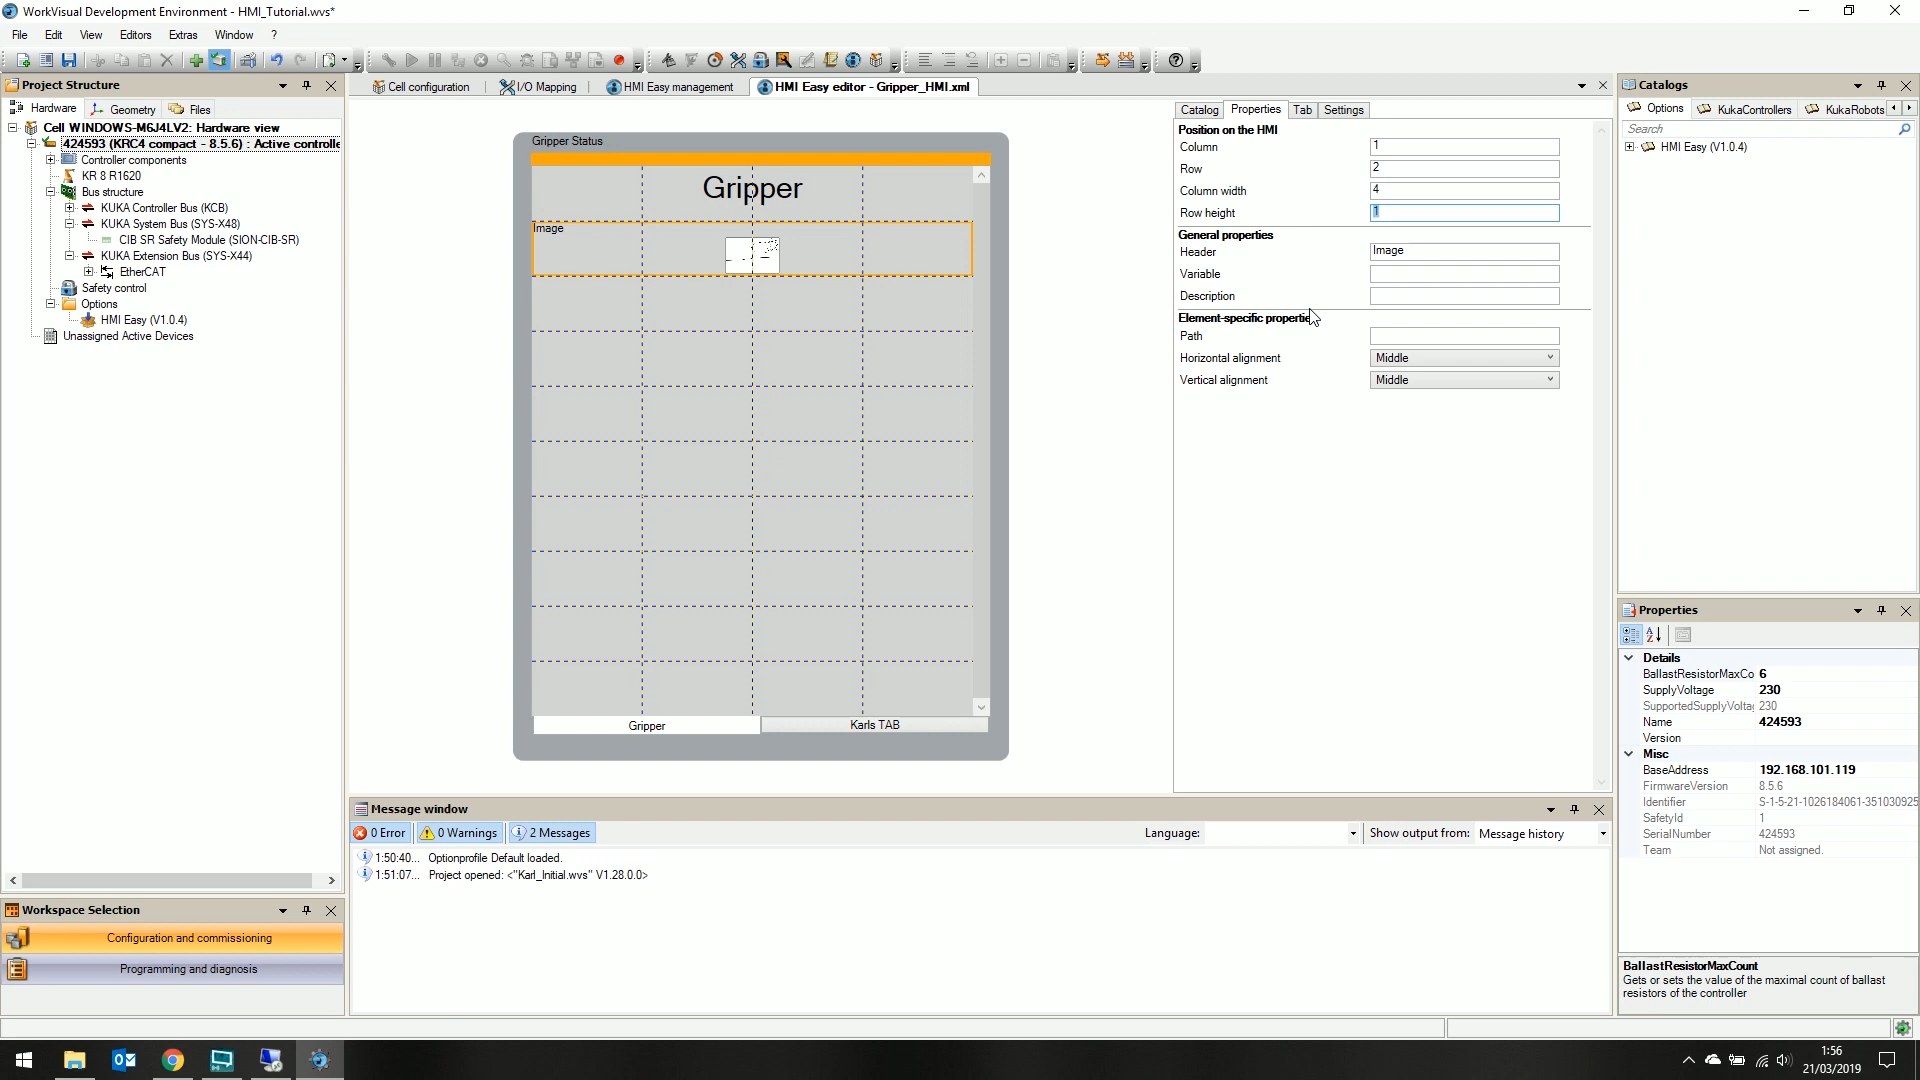 WorkVisual Development Environment - HMI_Tutorial.wvs*
File Edit View Editors Extras Window ?
Project Structure
Hardware Geometry Files
Cell WINDOWS-M6J4LV2: Hardware view
424593 (KRC4 compact - 8.5.6) : Active controlle
Controller components
KR 8 R1620
Bus structure
KUKA Controller Bus (KCB)
KUKA System Bus (SYS-X48)
CIB SR Safety Module (SION-CIB-SR)
KUKA Extension Bus (SYS-X44)
EtherCAT
Safety control
Options
HMI Easy (V1.0.4)
Unassigned Active Devices
Workspace Selection
Configuration and commissioning
Programming and diagnosis
Cell configuration I/O Mapping HMI Easy management HMI Easy editor - Gripper_HMI.xml
Gripper Status
Gripper
Image
Gripper Karls TAB
Catalog Properties Tab Settings
Position on the HMI
Column 1
Row 2
Column width 4
Row height 1
General properties
Header Image
Variable
Description
Element-specific propertie
Path
Horizontal alignment Middle
Vertical alignment Middle
Message window
0 Error 0 Warnings 2 Messages Language: Show output from: Message history
1:50:40... Optionprofile Default loaded.
1:51:07... Project opened: <"Karl_Initial.wvs" V1.28.0.0>
Catalogs
Options KukaControllers KukaRobots
Search
HMI Easy (V1.0.4)
Properties
Details
BallastResistorMaxCo 6
SupplyVoltage 230
SupportedSupplyVoltag 230
Name 424593
Version
Misc
BaseAddress 192.168.101.119
FirmwareVersion 8.5.6
Identifier S-1-5-21-1026184061-351030925
SafetyId 1
SerialNumber 424593
Team Not assigned.
BallastResistorMaxCount
Gets or sets the value of the maximal count of ballast
resistors of the controller
1:56
21/03/2019